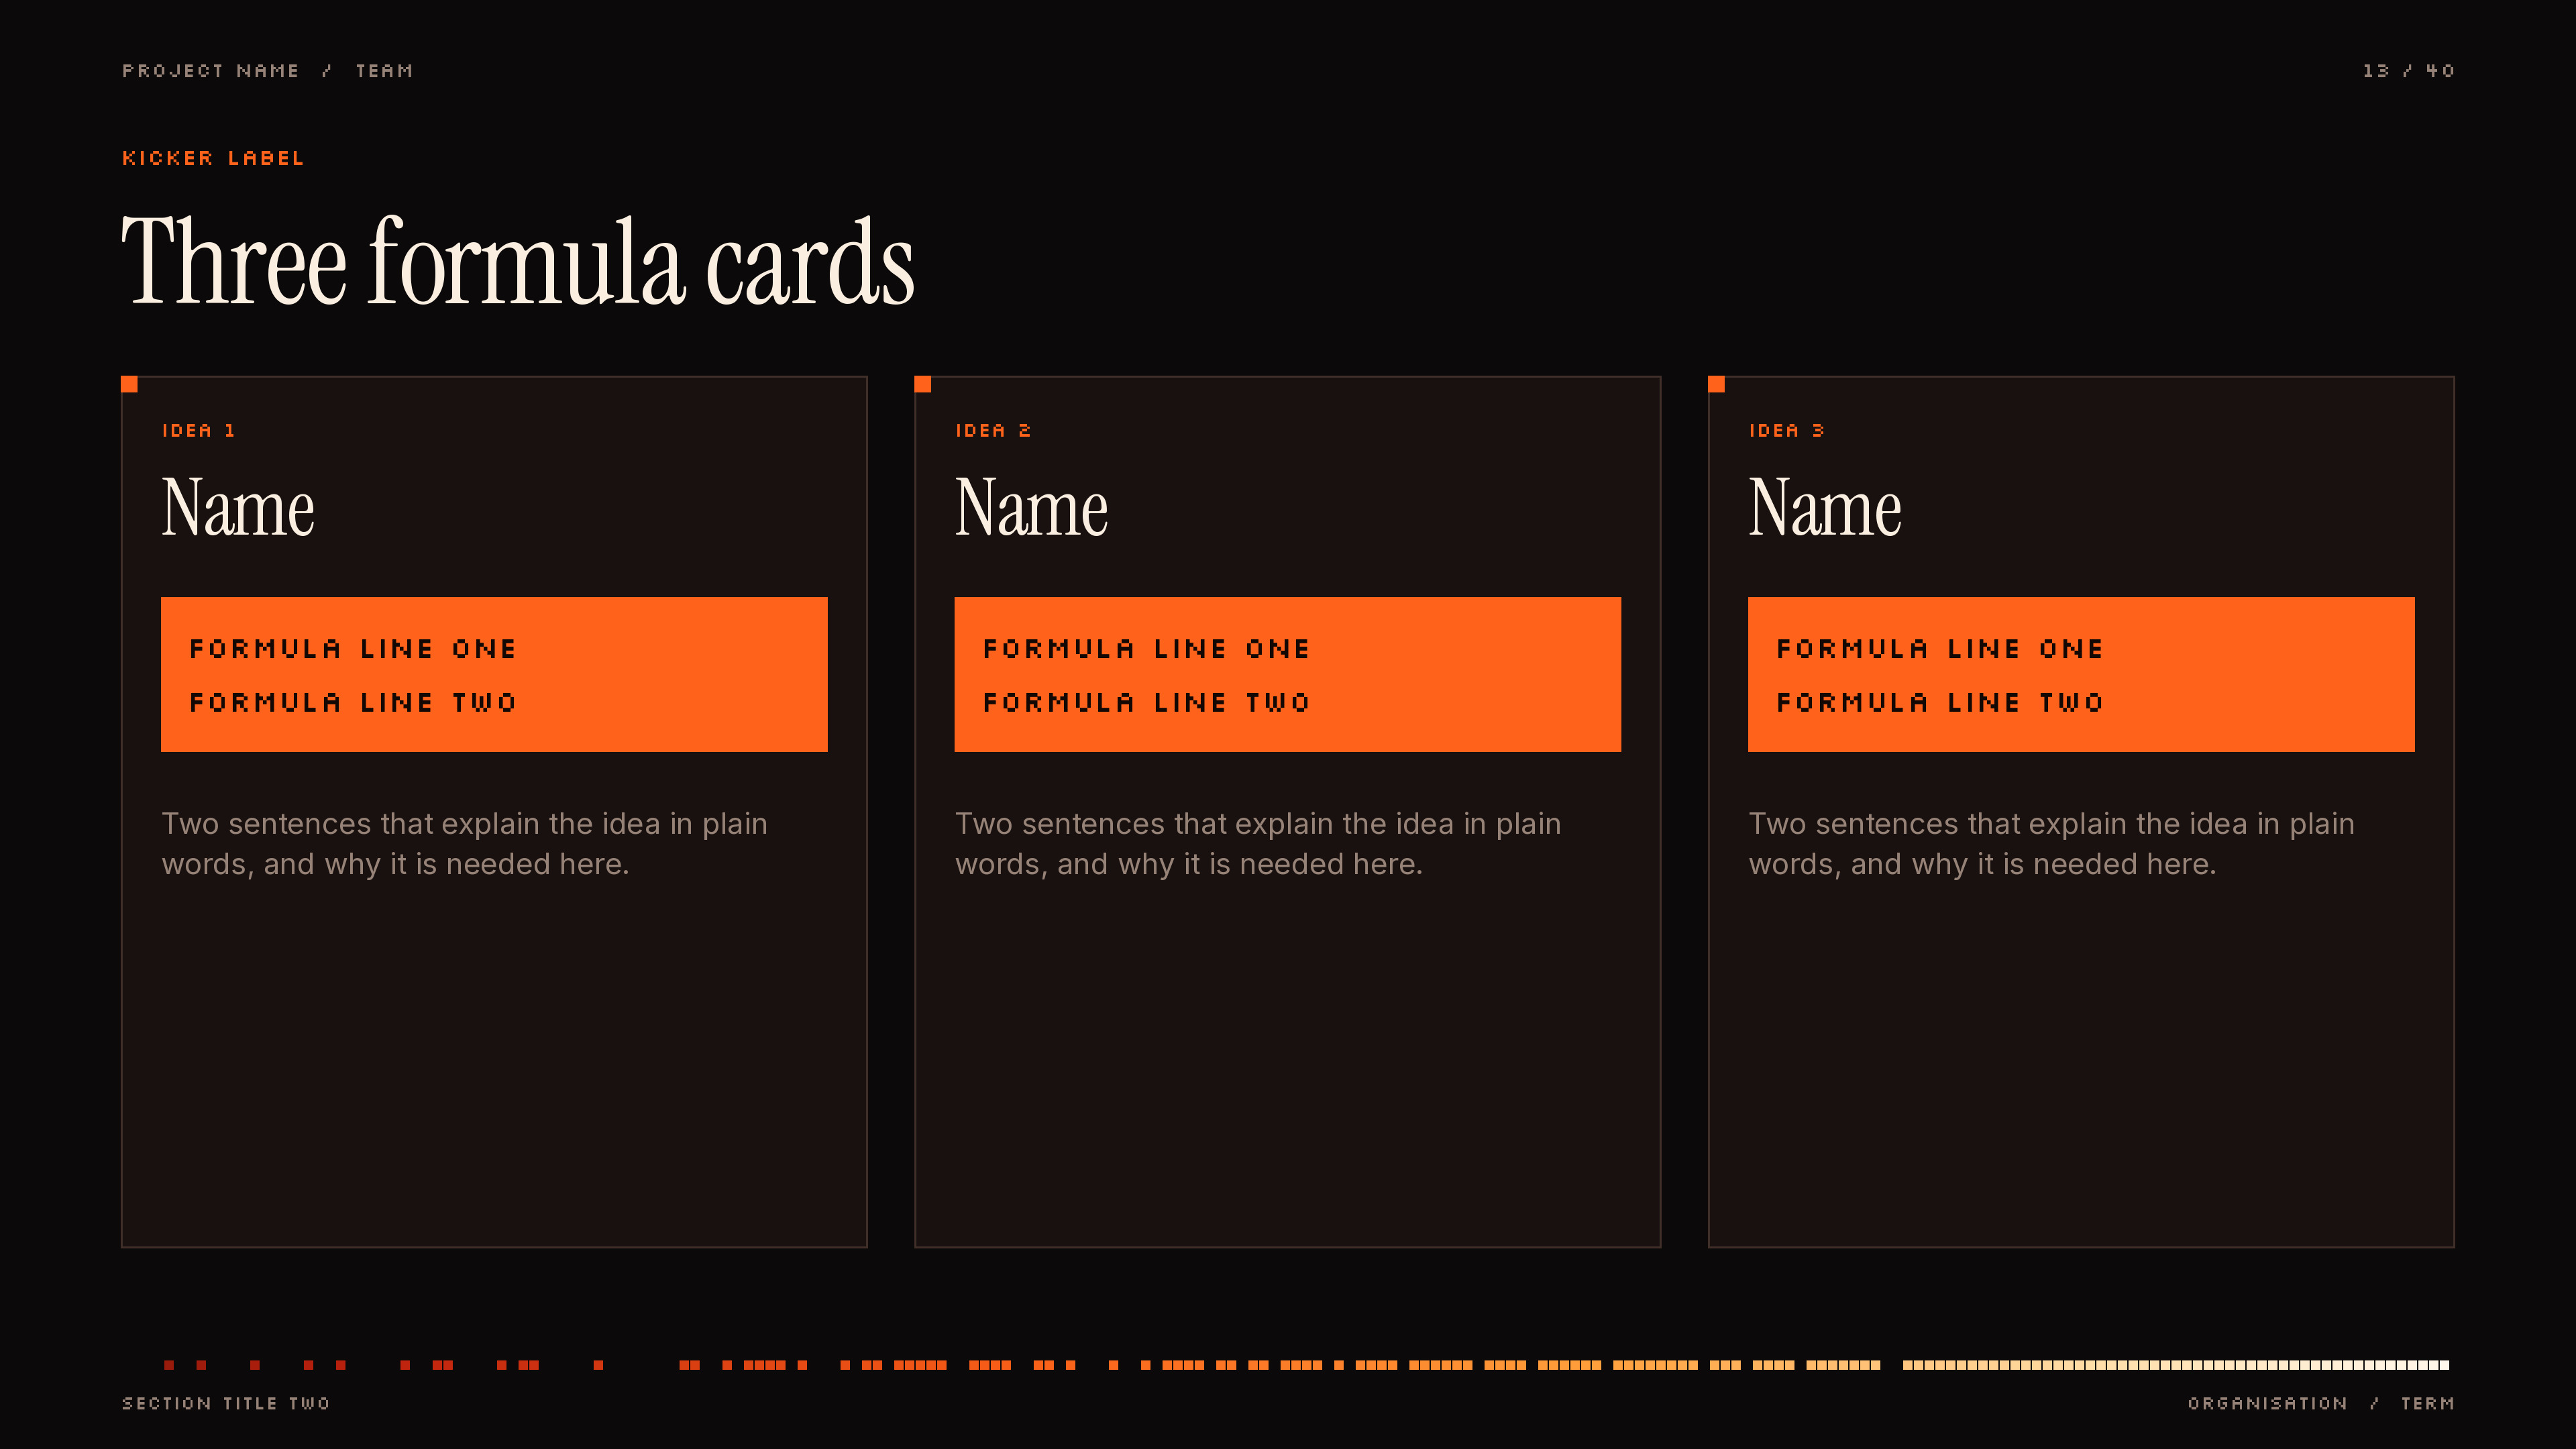 PROJECT NAME / TEAM
13 / 40
KICKER LABEL
Three formula cards
IDEA 1
Name
FORMULA LINE ONE
FORMULA LINE TWO
Two sentences that explain the idea in plain
words, and why it is needed here.
IDEA 2
Name
FORMULA LINE ONE
FORMULA LINE TWO
Two sentences that explain the idea in plain
words, and why it is needed here.
IDEA 3
Name
FORMULA LINE ONE
FORMULA LINE TWO
Two sentences that explain the idea in plain
words, and why it is needed here.
SECTION TITLE TWO
ORGANISATION / TERM